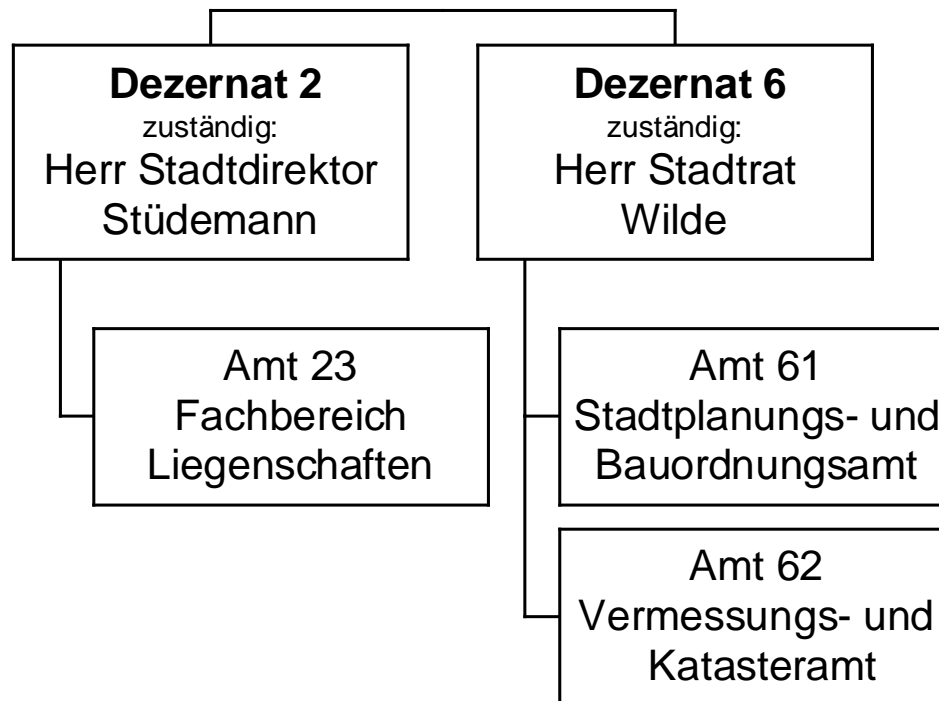 Dezernat 2
zuständig:
Herr Stadtdirektor
Stüdemann
Dezernat 6
zuständig:
Herr Stadtrat
Wilde
Amt 23
Fachbereich
Liegenschaften
Amt 61
Stadtplanungs- und
Bauordnungsamt
Amt 62
Vermessungs- und
Katasteramt